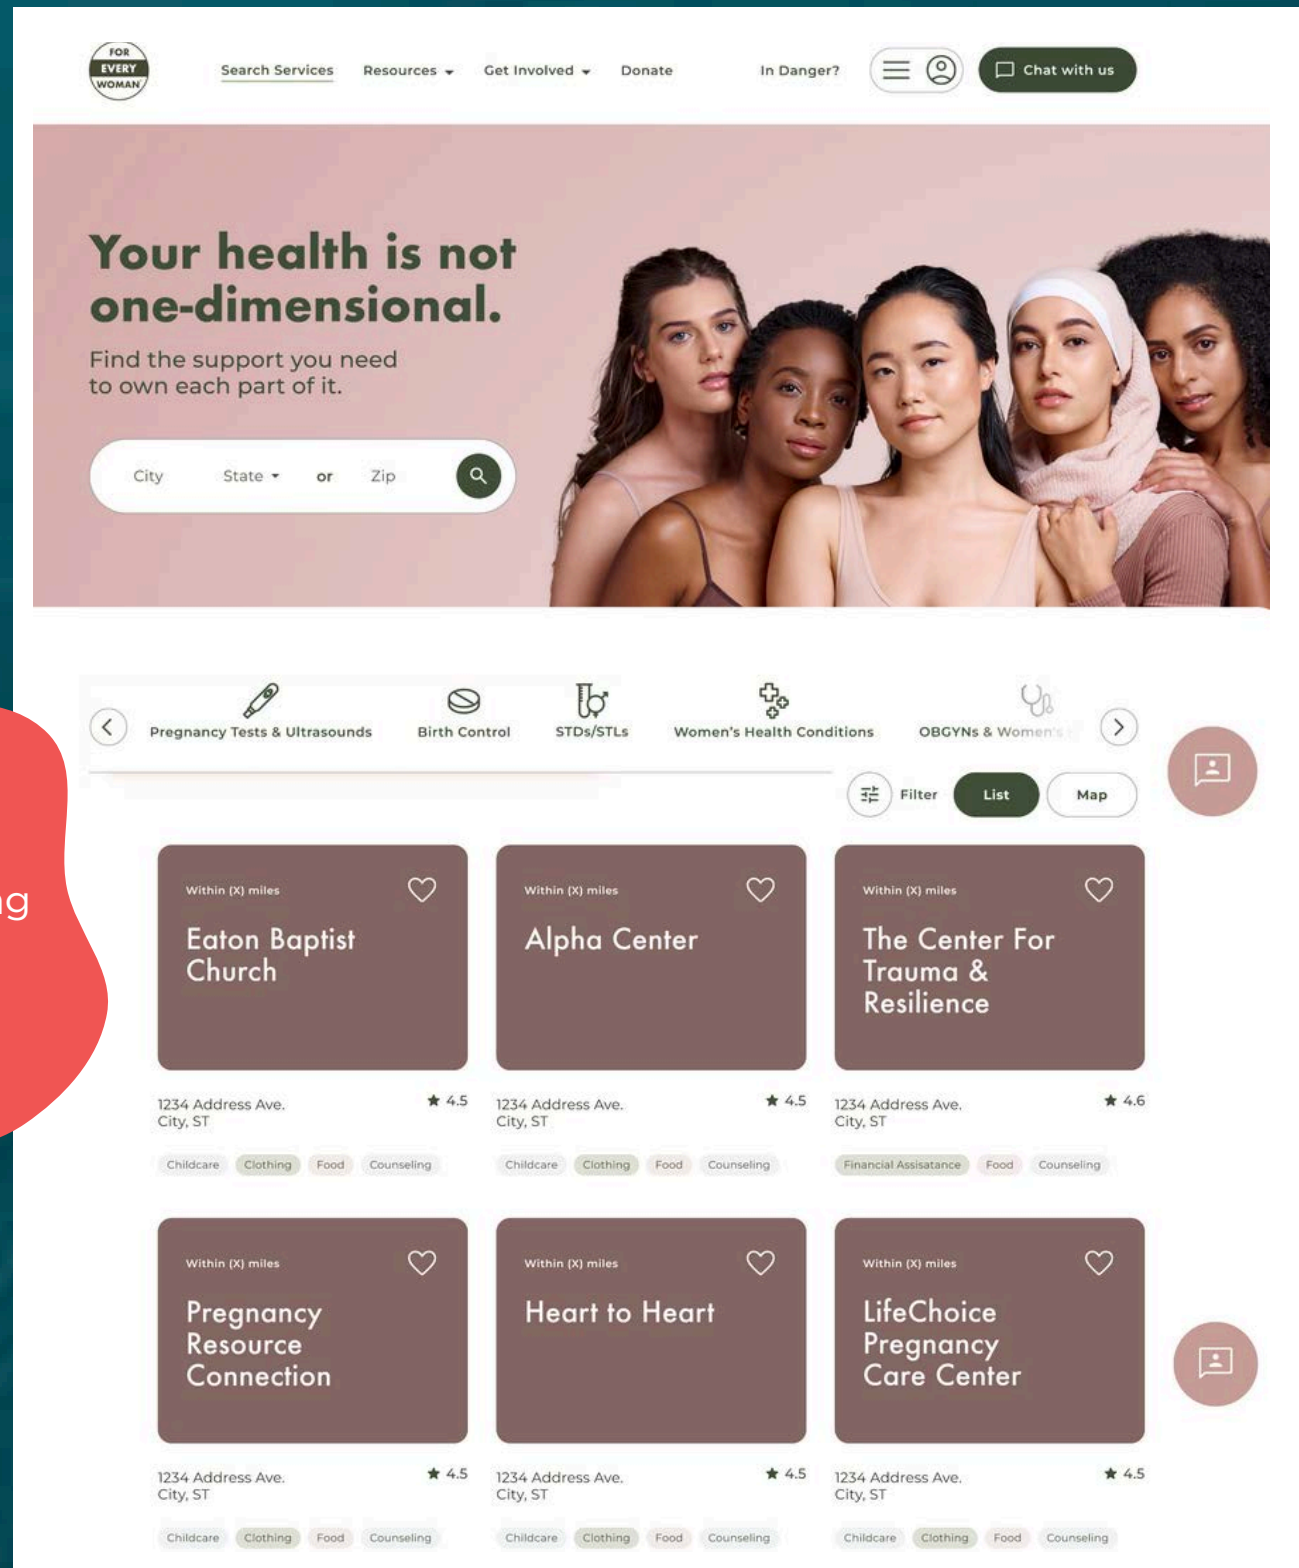 FOR
EVERY
WOMAN
Search Services
Resources
Get Involved
Donate
In Danger?
Chat with us
Your health is not
one-dimensional.
Find the support you need
to own each part of it.
City
State
or
Zip
Pregnancy Tests & Ultrasounds
Birth Control
STDs/STLs
Women's Health Conditions
OBGYNs & Women's
Filter
List
Map
Within (X) miles
Eaton Baptist
Church
1234 Address Ave.
City, ST
4.5
Childcare
Clothing
Food
Counseling
Within (X) miles
Alpha Center
1234 Address Ave.
City, ST
4.5
Childcare
Clothing
Food
Counseling
Within (X) miles
The Center For
Trauma &
Resilience
1234 Address Ave.
City, ST
4.6
Financial Assisatance
Food
Counseling
Within (X) miles
Pregnancy
Resource
Connection
1234 Address Ave.
City, ST
4.5
Childcare
Clothing
Food
Counseling
Within (X) miles
Heart to Heart
1234 Address Ave.
City, ST
4.5
Childcare
Clothing
Food
Counseling
Within (X) miles
LifeChoice
Pregnancy
Care Center
1234 Address Ave.
City, ST
4.5
Childcare
Clothing
Food
Counseling